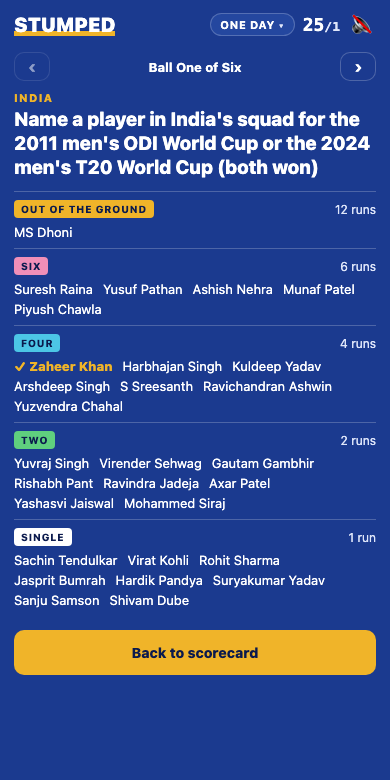 STUMPED ONE DAY ▾ 25/1
‹ Ball One of Six ›
INDIA
Name a player in India's squad for the
2011 men's ODI World Cup or the 2024
men's T20 World Cup (both won)
OUT OF THE GROUND 12 runs
MS Dhoni
SIX 6 runs
Suresh Raina Yusuf Pathan Ashish Nehra Munaf Patel
Piyush Chawla
FOUR 4 runs
✓ Zaheer Khan Harbhajan Singh Kuldeep Yadav
Arshdeep Singh S Sreesanth Ravichandran Ashwin
Yuzvendra Chahal
TWO 2 runs
Yuvraj Singh Virender Sehwag Gautam Gambhir
Rishabh Pant Ravindra Jadeja Axar Patel
Yashasvi Jaiswal Mohammed Siraj
SINGLE 1 run
Sachin Tendulkar Virat Kohli Rohit Sharma
Jasprit Bumrah Hardik Pandya Suryakumar Yadav
Sanju Samson Shivam Dube
Back to scorecard